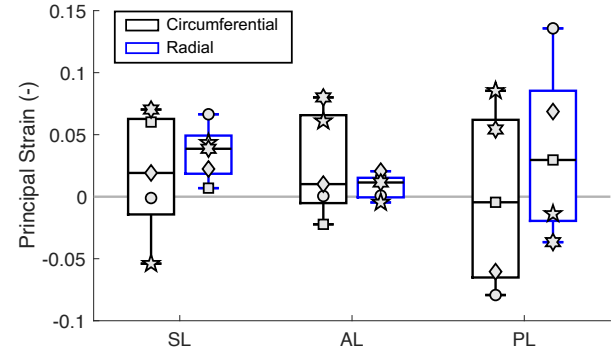 Circumferential
Radial
Principal Strain (-)
0.15
0.1
0.05
0
-0.05
-0.1
SL
AL
PL